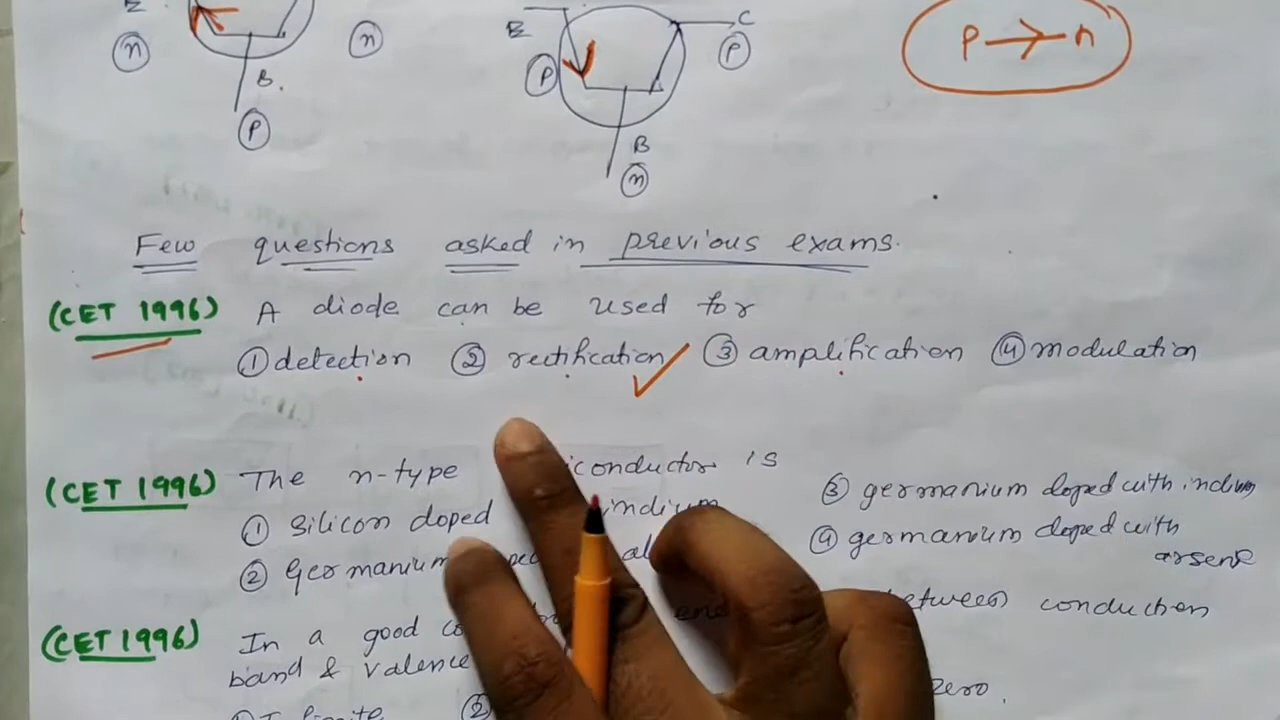 E C
n n P P P → n
B.
P
B
n
Few questions asked in previous exams.
(CET 1996) A diode can be used for
① detection ② rectification ③ amplification ④ modulation
(CET 1996) The n-type iconductor is
① Silicon doped indium ③ germanium doped with indium
② Germanium ④ germanium doped with
arsenic
(CET 1996) In a good between conduction
band & valence zero.
②